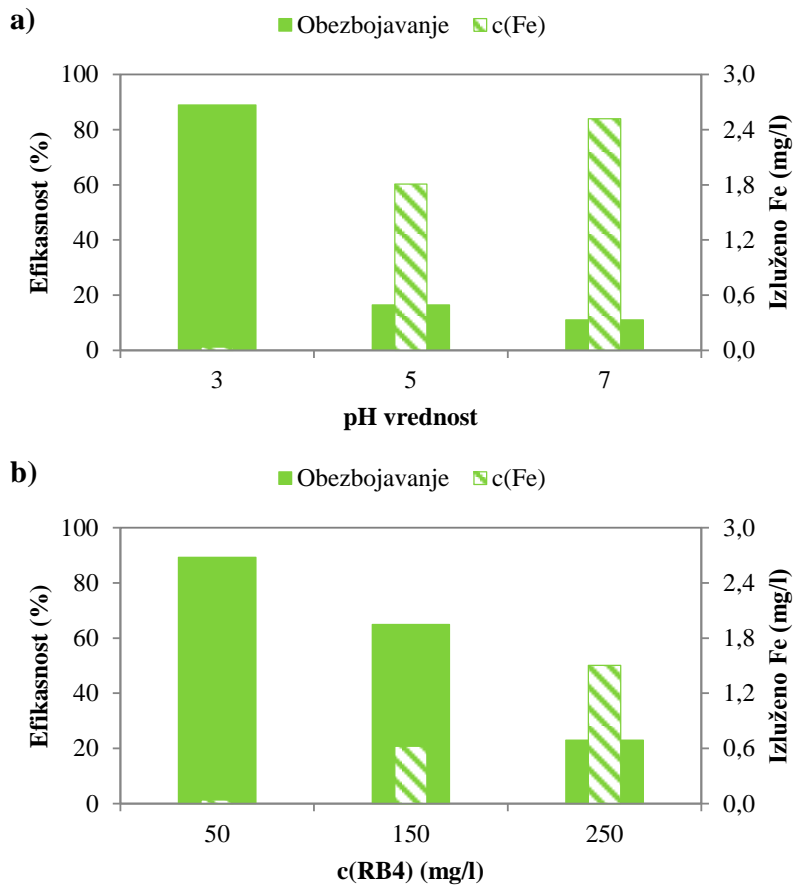 a)
Obezbojavanje c(Fe)
Efikasnost (%)
100
80
60
40
20
0
3,0
2,4
1,8
1,2
0,6
0,0
Izluženo Fe (mg/l)
3 5 7
pH vrednost
b)
Obezbojavanje c(Fe)
Efikasnost (%)
100
80
60
40
20
0
3,0
2,4
1,8
1,2
0,6
0,0
Izluženo Fe (mg/l)
50 150 250
c(RB4) (mg/l)